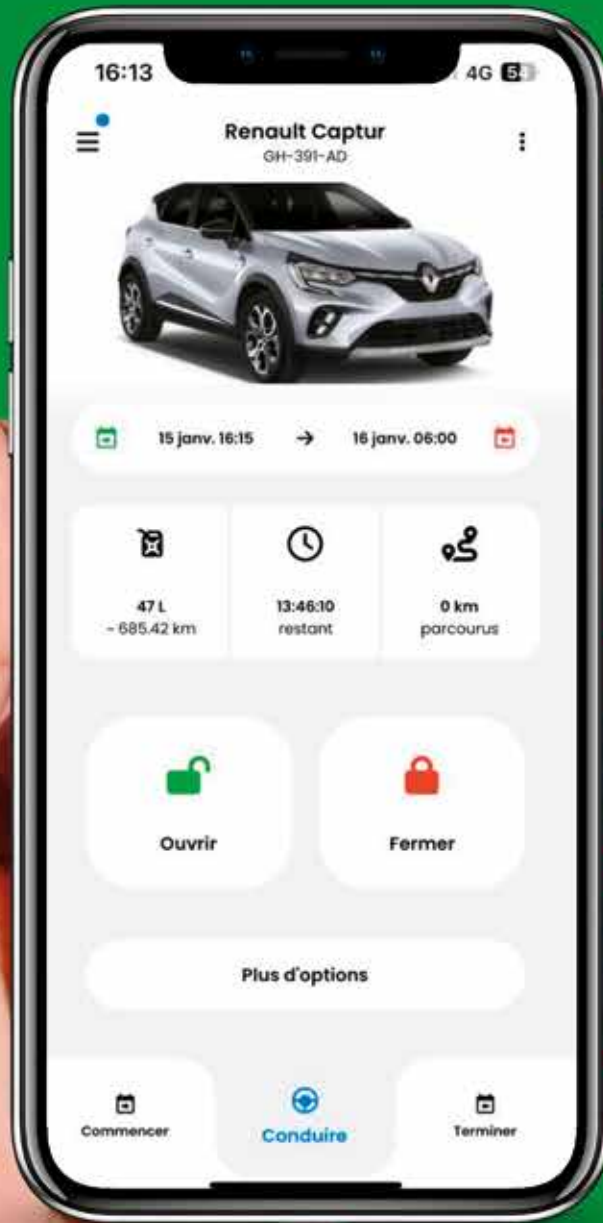 16:13
4G 54
Renault Captur
GH-391-AD
15 janv. 16:15 → 16 janv. 06:00
47 L
~ 685.42 km
13:46:10
restant
0 km
parcourus
Ouvrir
Fermer
Plus d'options
Commencer
Conduire
Terminer